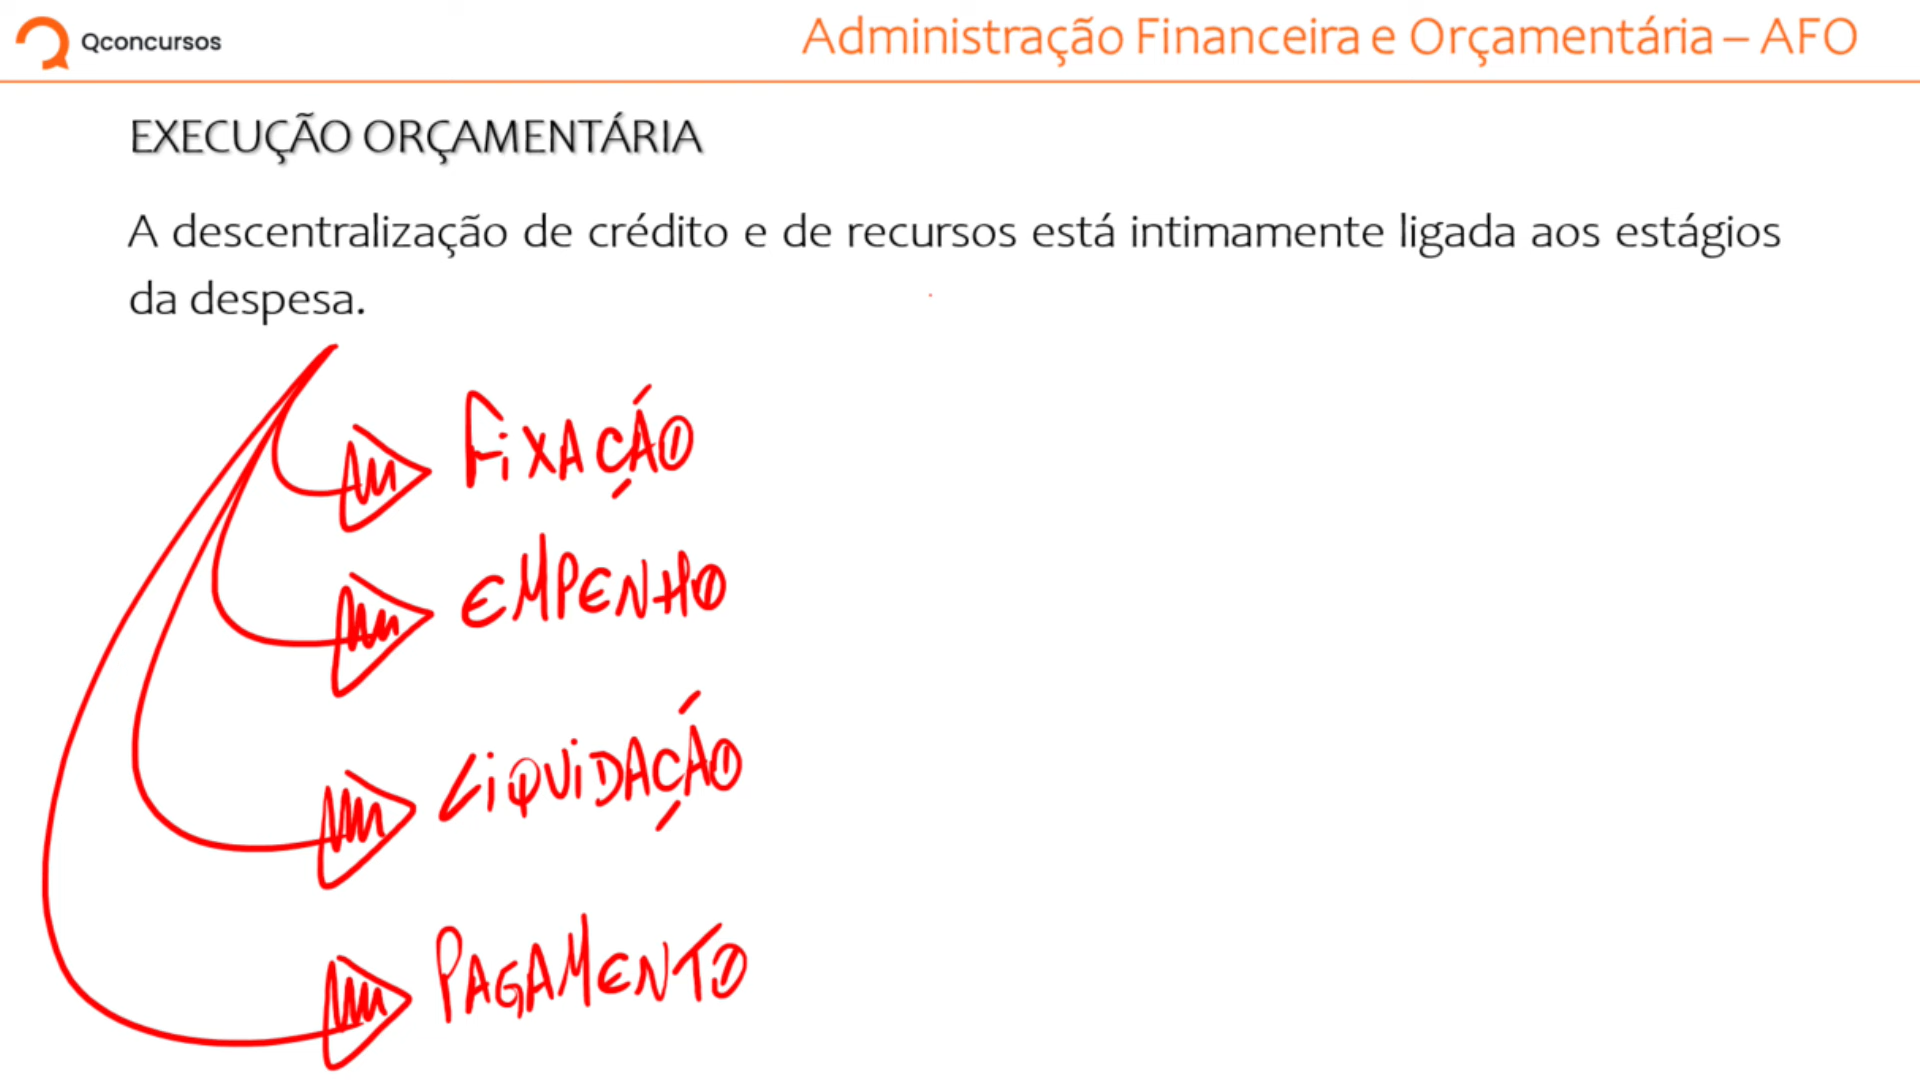 Qconcursos
Administração Financeira e Orçamentária – AFO
EXECUÇÃO ORÇAMENTÁRIA
A descentralização de crédito e de recursos está intimamente ligada aos estágios
da despesa.
FIXAÇÃO
EMPENHO
LIQUIDAÇÃO
PAGAMENTO